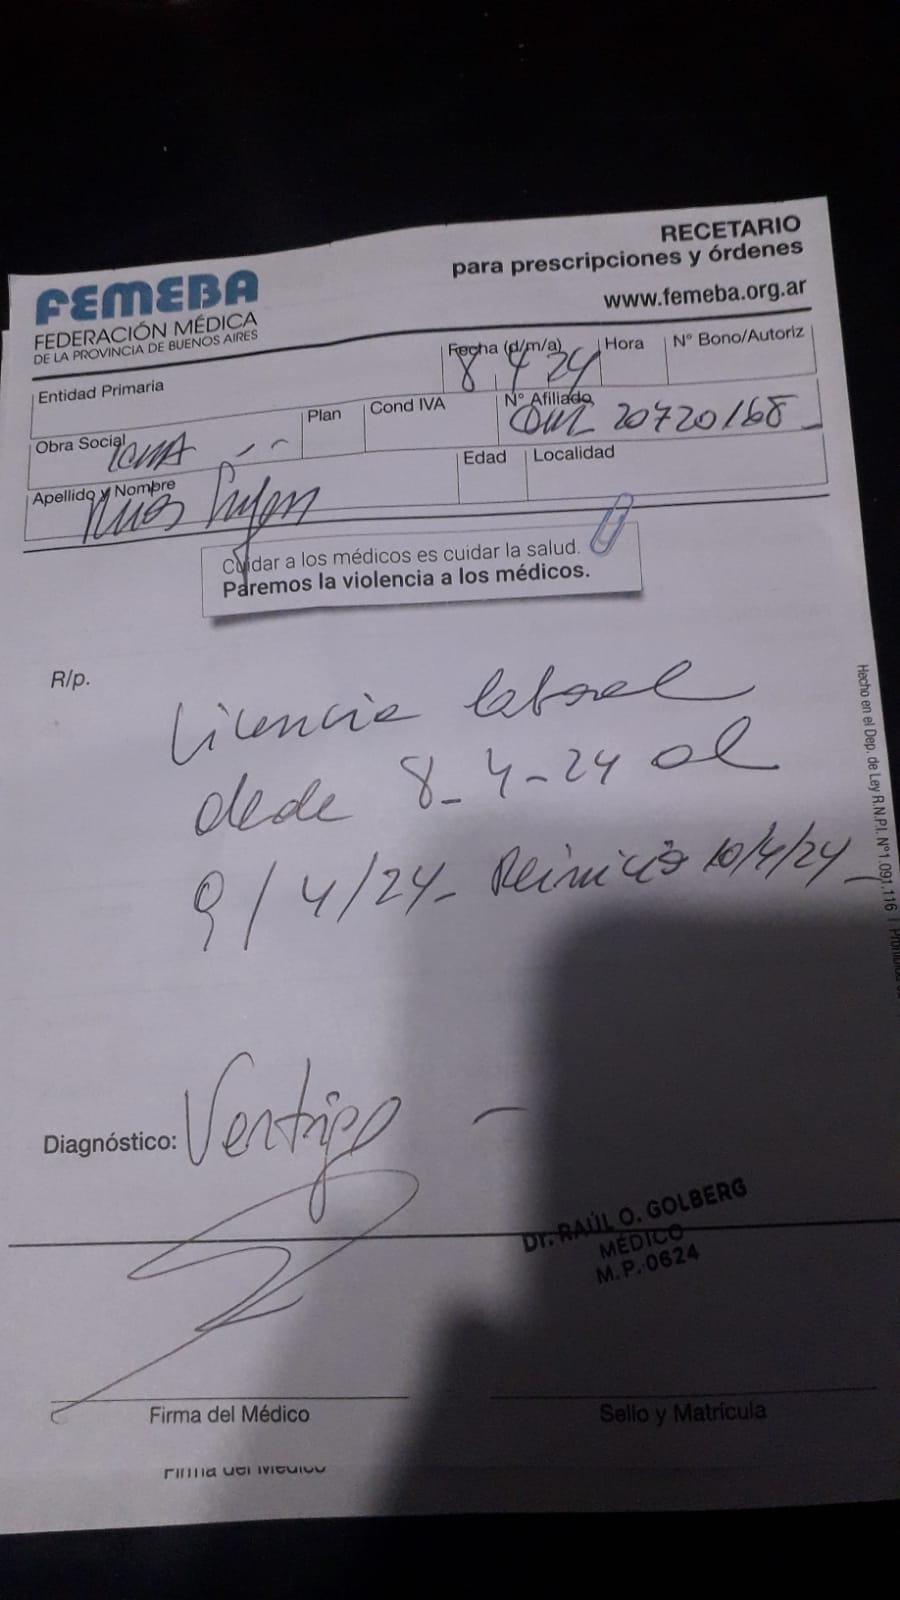 FEMEBA
FEDERACIÓN MÉDICA
DE LA PROVINCIA DE BUENOS AIRES
RECETARIO
para prescripciones y órdenes
www.femeba.org.ar
Entidad Primaria
Fecha (d/m/a) 8 4 24
Hora
N° Bono/Autoriz
Obra Social IOMA
Plan
Cond IVA
N° Afiliado 20720168
Apellido y Nombre
Edad
Localidad
Cuidar a los médicos es cuidar la salud.
Paremos la violencia a los médicos.
R/p.
Licencia laboral
desde 8-4-24 al
9/4/24- Reinicio 10/4/24-
Diagnóstico: Vertigo -
Dr. RAÚL O. GOLBERG
MÉDICO
M.P. 0624
Firma del Médico
Sello y Matrícula
Firma del Médico
Hecho en el Dep. de Ley R.N.P.I. N°1.091.116 |